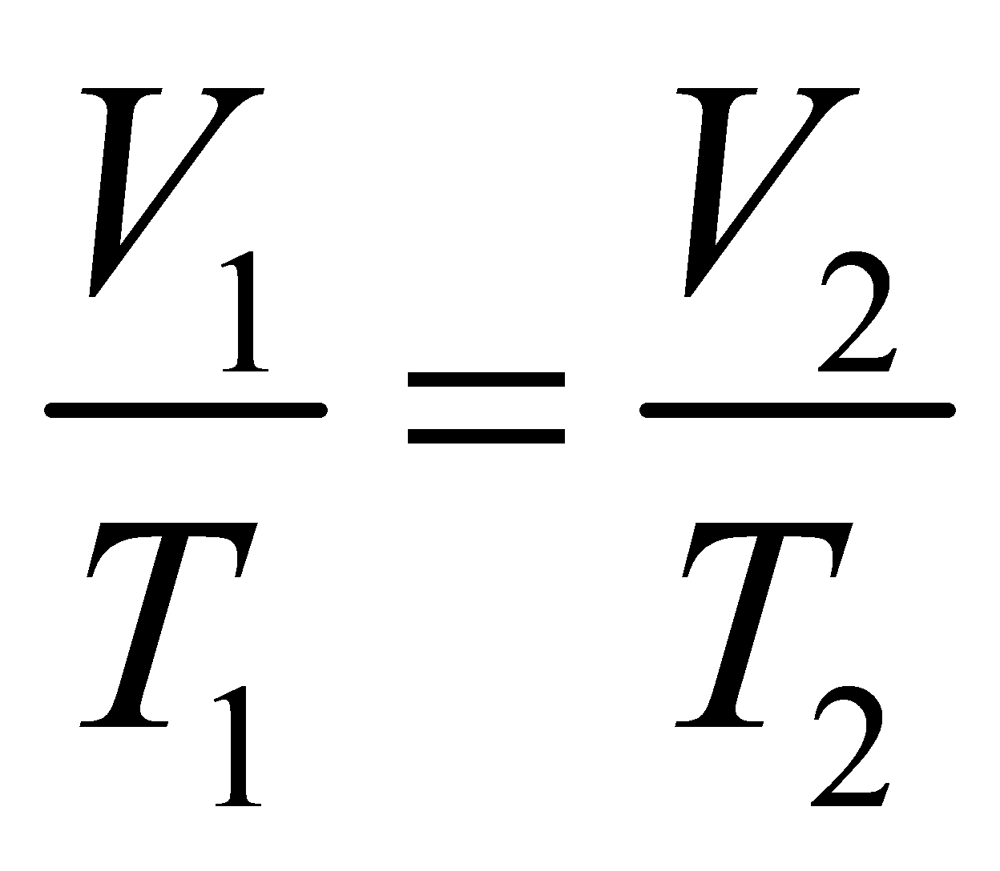 V₁/T₁ = V₂/T₂